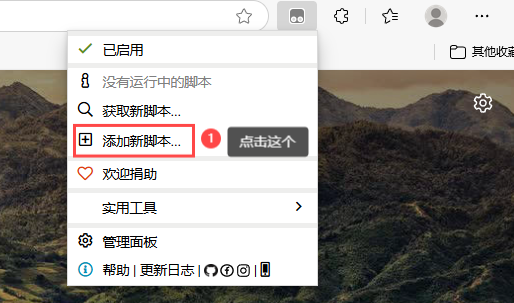 已启用
其他收藏
没有运行中的脚本
获取新脚本...
添加新脚本...
1
点击这个
欢迎捐助
实用工具
管理面板
帮助 | 更新日志 | |